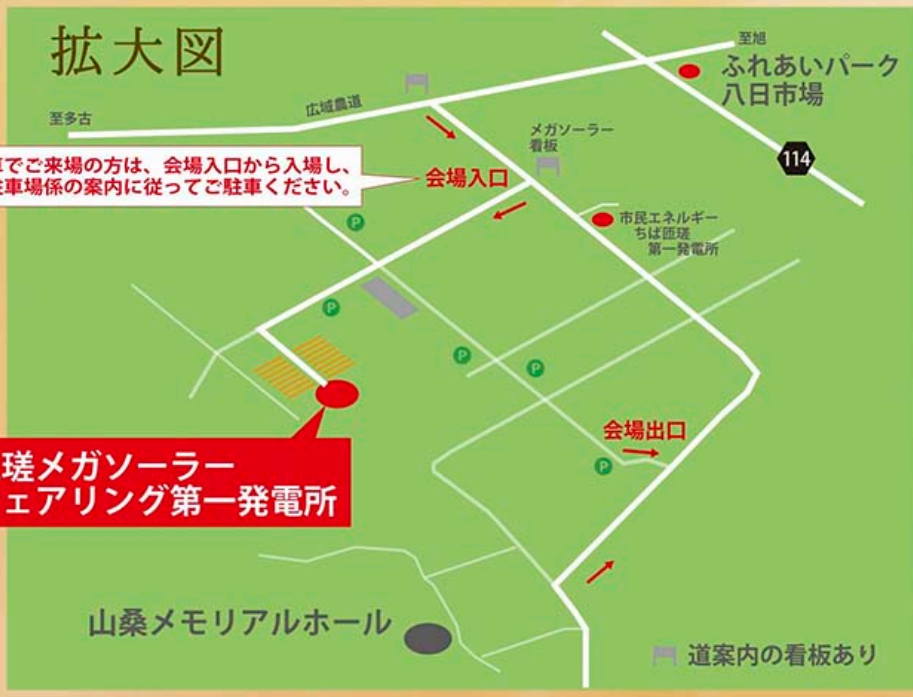 拡大図
至旭
ふれあいパーク
八日市場
広域農道
至多古
メガソーラー
看板
114
でご来場の方は、会場入口から入場し、
車場係の案内に従ってご駐車ください。
会場入口
P
市民エネルギー
ちば匝瑳
第一発電所
P
P
P
会場出口
P
瑳メガソーラー
ェアリング第一発電所
山桑メモリアルホール
道案内の看板あり